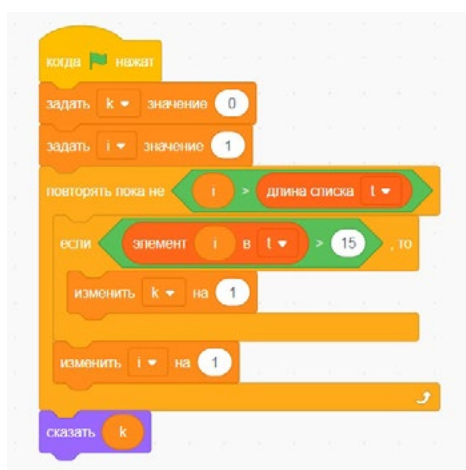 когда нажат
задать k значение 0
задать i значение 1
повторять пока не i > длина списка t
если элемент i в t > 15 , то
изменить k на 1
изменить i на 1
сказать k